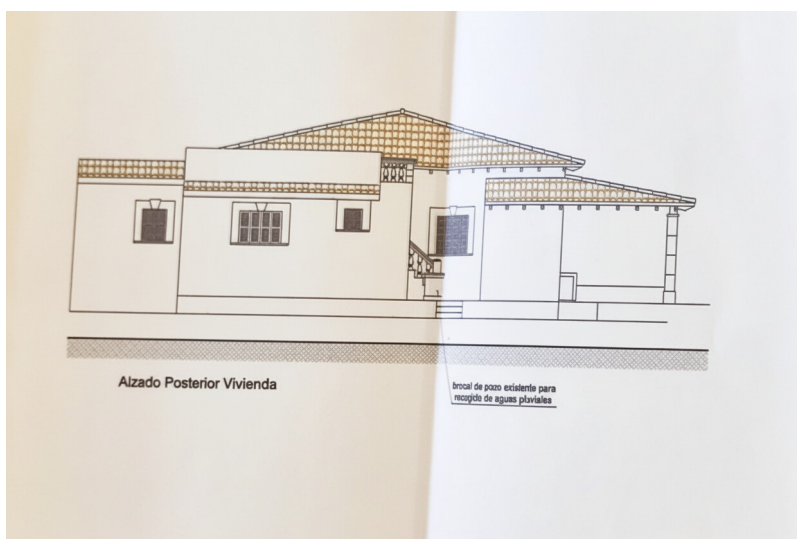 Alzado Posterior Vivienda
brocal de pozo existente para
recogida de aguas pluviales